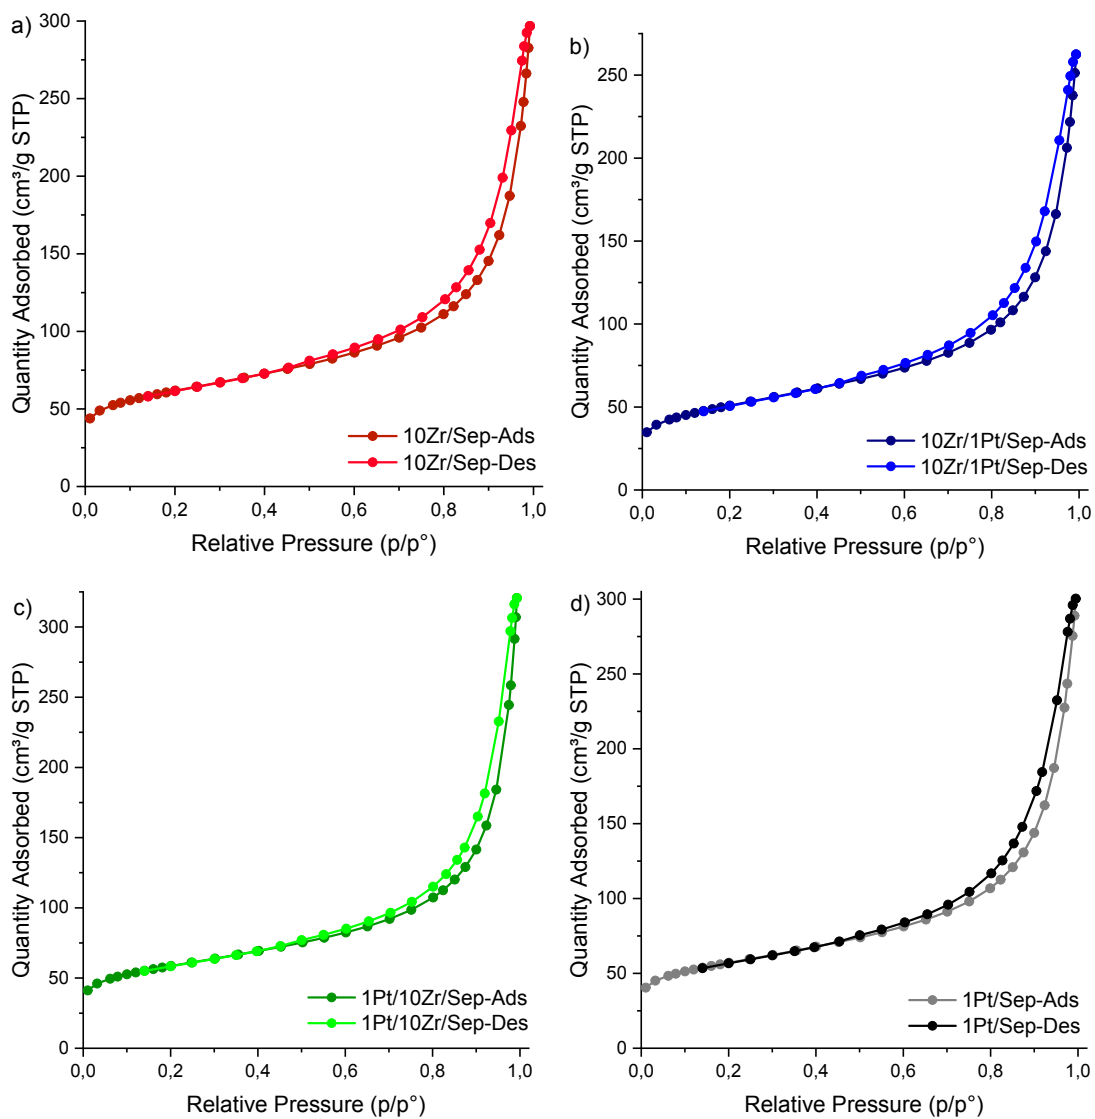 a)
300
250
200
150
100
50
0
Quantity Adsorbed (cm³/g STP)
10Zr/Sep-Ads
10Zr/Sep-Des
0,0 0,2 0,4 0,6 0,8 1,0
Relative Pressure (p/p°)
b)
250
200
150
100
50
0
Quantity Adsorbed (cm³/g STP)
10Zr/1Pt/Sep-Ads
10Zr/1Pt/Sep-Des
0,0 0,2 0,4 0,6 0,8 1,0
Relative Pressure (p/p°)
c)
300
250
200
150
100
50
0
Quantity Adsorbed (cm³/g STP)
1Pt/10Zr/Sep-Ads
1Pt/10Zr/Sep-Des
0,0 0,2 0,4 0,6 0,8 1,0
Relative Pressure (p/p°)
d)
300
250
200
150
100
50
0
Quantity Adsorbed (cm³/g STP)
1Pt/Sep-Ads
1Pt/Sep-Des
0,0 0,2 0,4 0,6 0,8 1,0
Relative Pressure (p/p°)